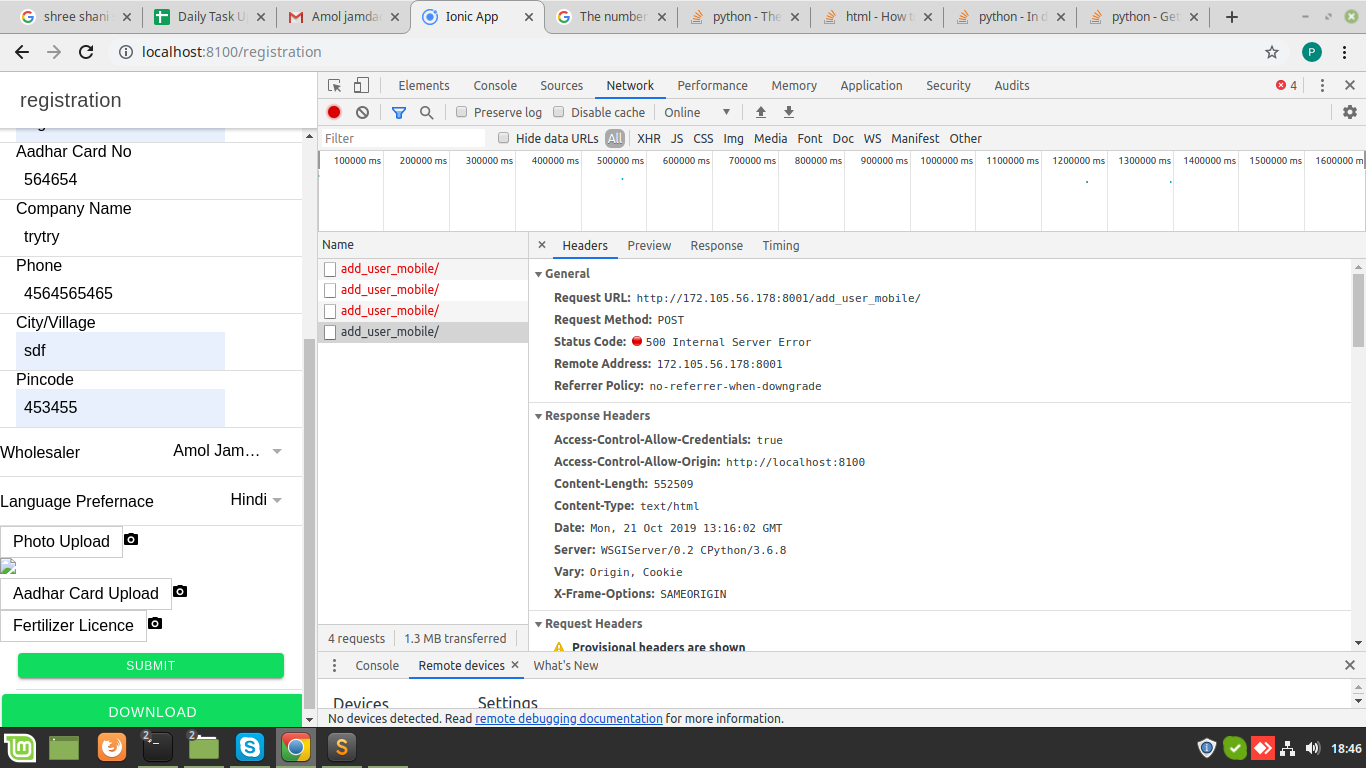 shree shani
Daily Task U
Amol jamda
Ionic App
The number
python - The
html - How t
python - In d
python - Get
localhost:8100/registration
P
registration
Aadhar Card No
564654
Company Name
trytry
Phone
4564565465
City/Village
sdf
Pincode
453455
Wholesaler Amol Jam…
Language Prefernace Hindi
Photo Upload
Aadhar Card Upload
Fertilizer Licence
SUBMIT
DOWNLOAD
Elements Console Sources Network Performance Memory Application Security Audits 4
Preserve log Disable cache Online
Filter Hide data URLs All XHR JS CSS Img Media Font Doc WS Manifest Other
100000 ms 200000 ms 300000 ms 400000 ms 500000 ms 600000 ms 700000 ms 800000 ms 900000 ms 1000000 ms 1100000 ms 1200000 ms 1300000 ms 1400000 ms 1500000 ms 1600000 m
Name
add_user_mobile/
add_user_mobile/
add_user_mobile/
add_user_mobile/
4 requests 1.3 MB transferred
Headers Preview Response Timing
General
Request URL: http://172.105.56.178:8001/add_user_mobile/
Request Method: POST
Status Code: 500 Internal Server Error
Remote Address: 172.105.56.178:8001
Referrer Policy: no-referrer-when-downgrade
Response Headers
Access-Control-Allow-Credentials: true
Access-Control-Allow-Origin: http://localhost:8100
Content-Length: 552509
Content-Type: text/html
Date: Mon, 21 Oct 2019 13:16:02 GMT
Server: WSGIServer/0.2 CPython/3.6.8
Vary: Origin, Cookie
X-Frame-Options: SAMEORIGIN
Request Headers
Provisional headers are shown
Console Remote devices What's New
Devices Settings
No devices detected. Read remote debugging documentation for more information.
2
2
18:46